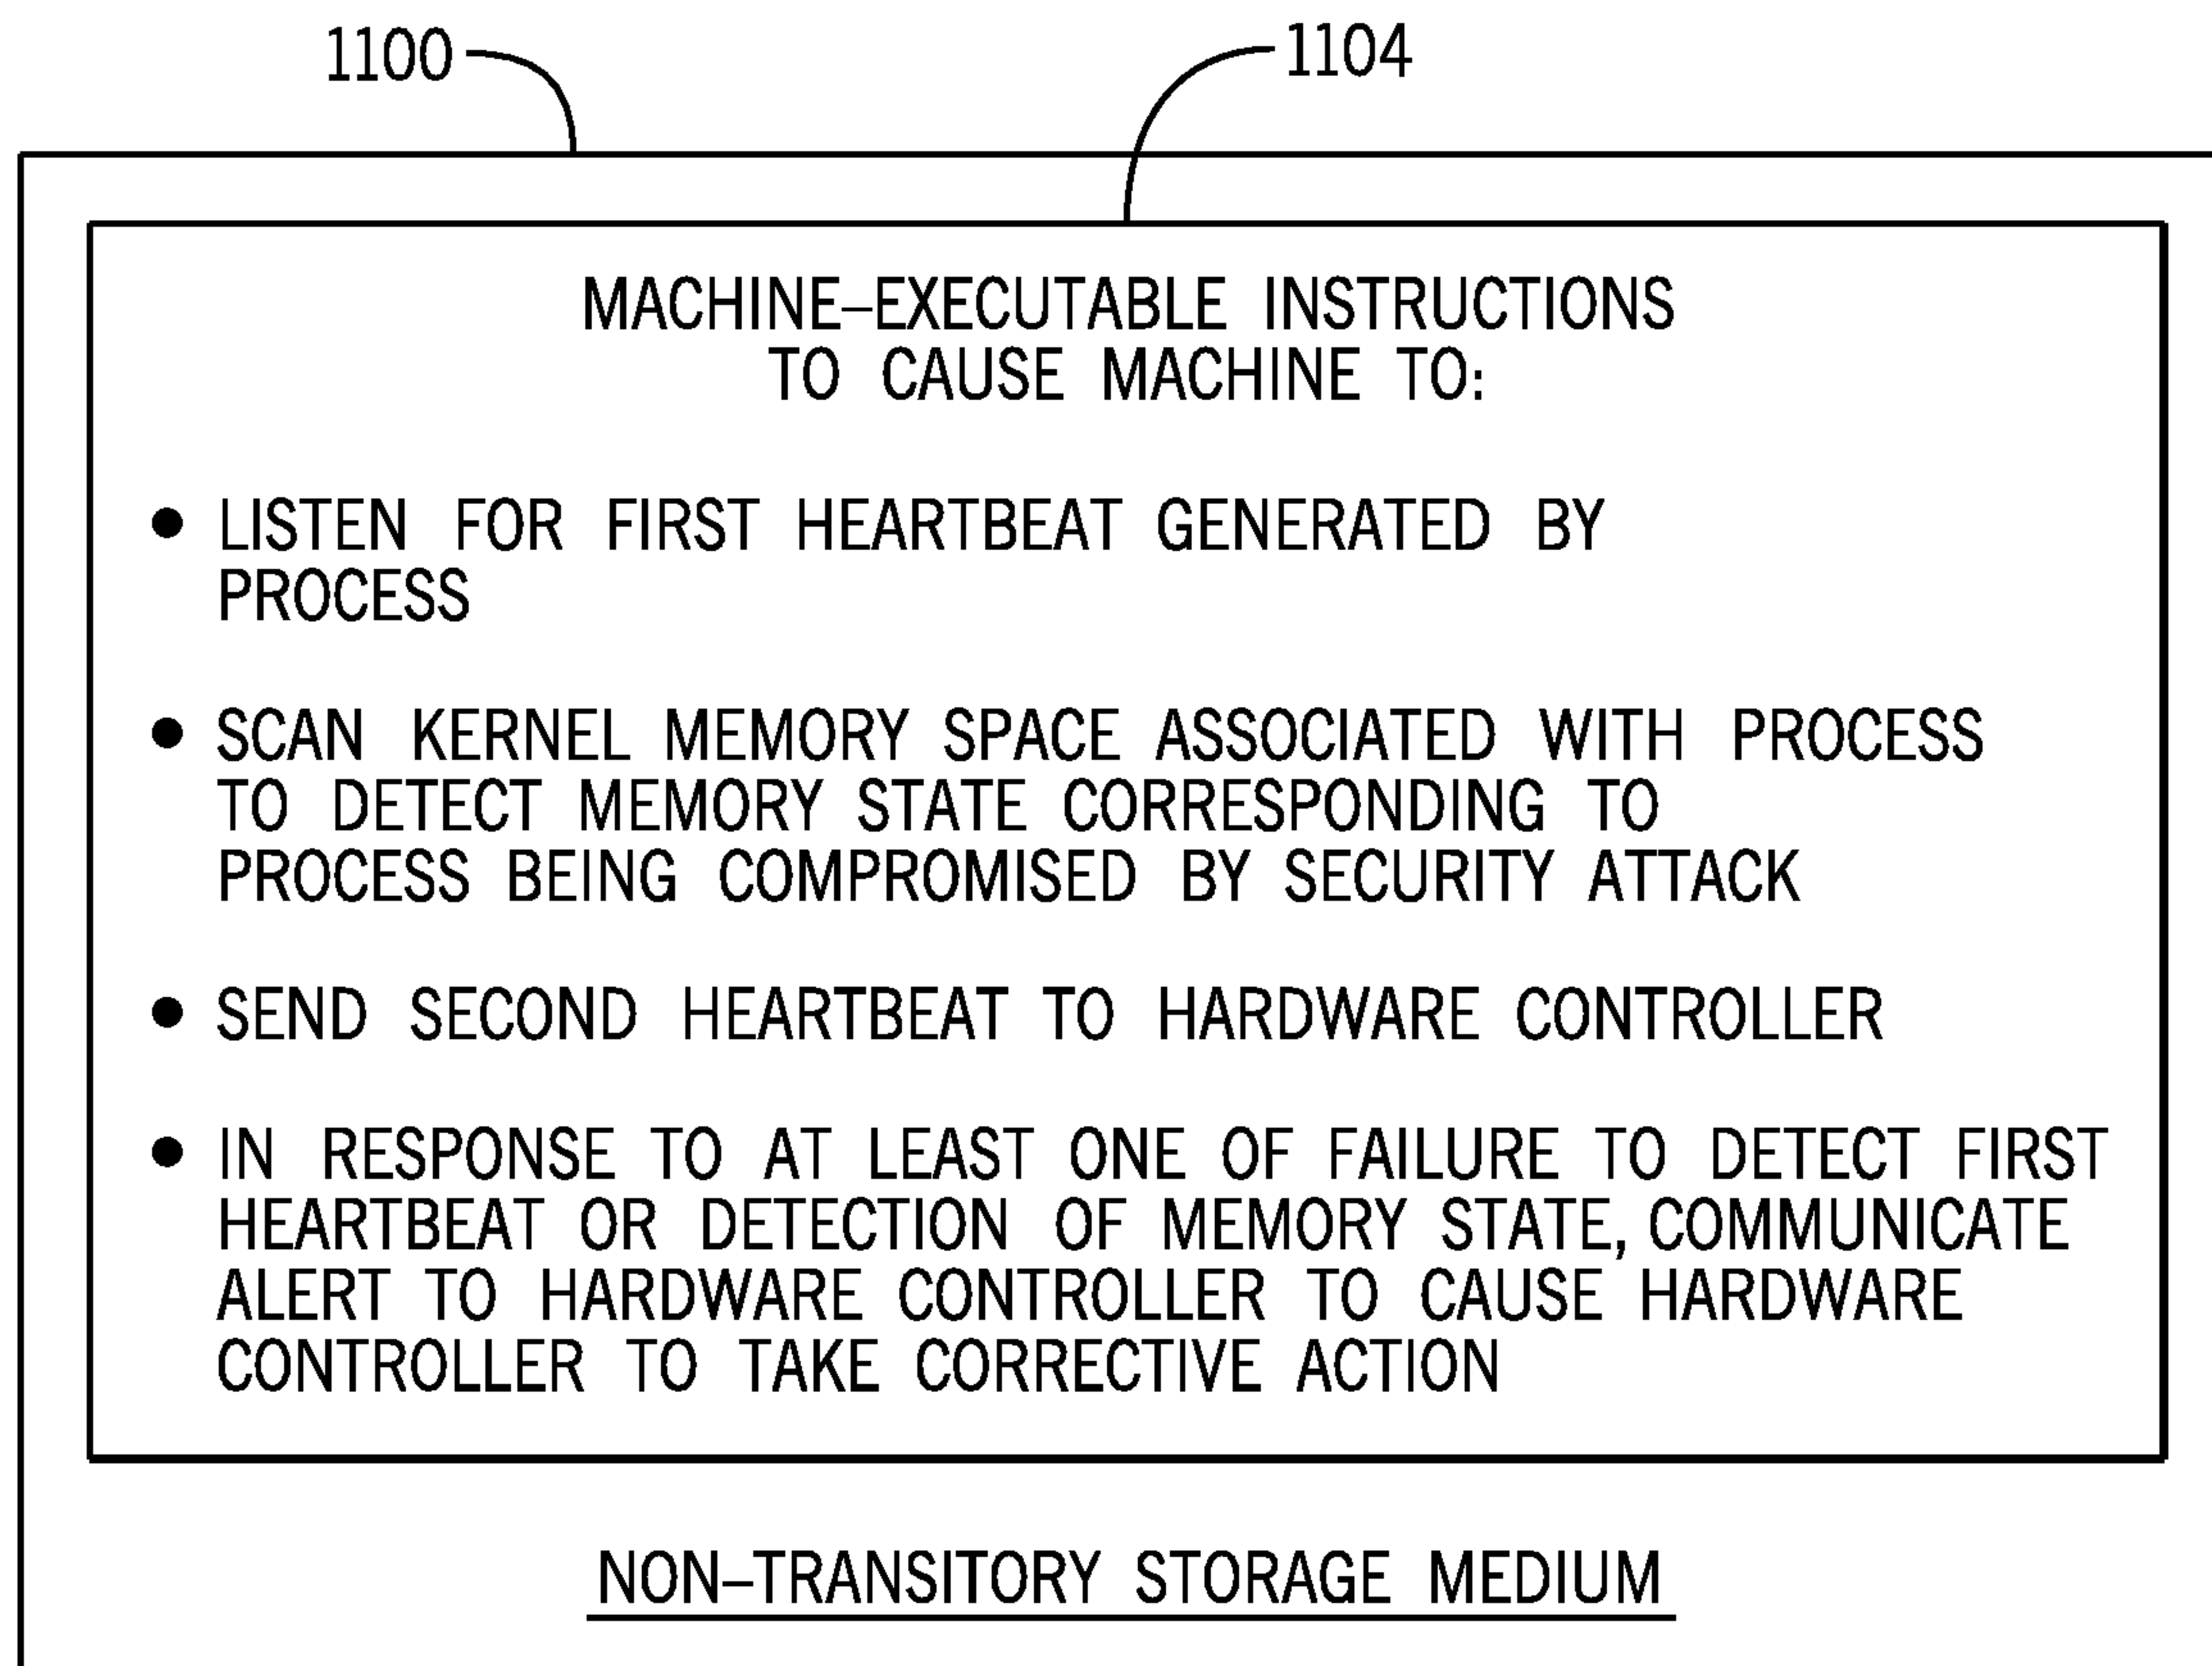 1100
1104
MACHINE–EXECUTABLE INSTRUCTIONS
TO CAUSE MACHINE TO:
● LISTEN FOR FIRST HEARTBEAT GENERATED BY
PROCESS
● SCAN KERNEL MEMORY SPACE ASSOCIATED WITH PROCESS
TO DETECT MEMORY STATE CORRESPONDING TO
PROCESS BEING COMPROMISED BY SECURITY ATTACK
● SEND SECOND HEARTBEAT TO HARDWARE CONTROLLER
● IN RESPONSE TO AT LEAST ONE OF FAILURE TO DETECT FIRST
HEARTBEAT OR DETECTION OF MEMORY STATE, COMMUNICATE
ALERT TO HARDWARE CONTROLLER TO CAUSE HARDWARE
CONTROLLER TO TAKE CORRECTIVE ACTION
NON–TRANSITORY STORAGE MEDIUM